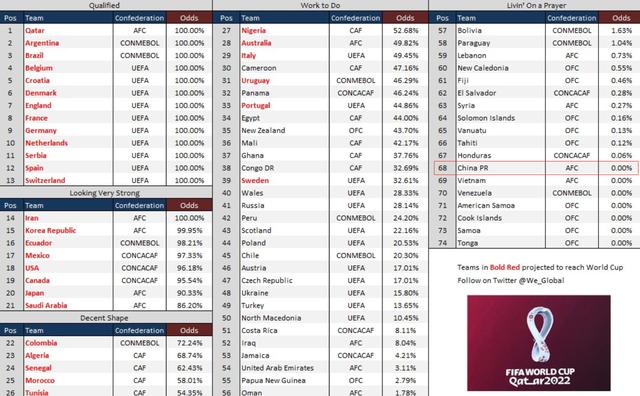 Qualified
Pos Team Confederation Odds
1 Qatar AFC 100.00%
2 Argentina CONMEBOL 100.00%
3 Brazil CONMEBOL 100.00%
4 Belgium UEFA 100.00%
5 Croatia UEFA 100.00%
6 Denmark UEFA 100.00%
7 England UEFA 100.00%
8 France UEFA 100.00%
9 Germany UEFA 100.00%
10 Netherlands UEFA 100.00%
11 Serbia UEFA 100.00%
12 Spain UEFA 100.00%
13 Switzerland UEFA 100.00%
Looking Very Strong
Pos Team Confederation Odds
14 Iran AFC 100.00%
15 Korea Republic AFC 99.95%
16 Ecuador CONMEBOL 98.21%
17 Mexico CONCACAF 97.33%
18 USA CONCACAF 96.18%
19 Canada CONCACAF 95.54%
20 Japan AFC 90.33%
21 Saudi Arabia AFC 86.20%
Decent Shape
Pos Team Confederation Odds
22 Colombia CONMEBOL 72.24%
23 Algeria CAF 68.74%
24 Senegal CAF 62.43%
25 Morocco CAF 58.01%
26 Tunisia CAF 54.35%
Work to Do
Pos Team Confederation Odds
27 Nigeria CAF 52.68%
28 Australia AFC 49.82%
29 Italy UEFA 49.45%
30 Cameroon CAF 47.16%
31 Uruguay CONMEBOL 46.29%
32 Panama CONCACAF 46.24%
33 Portugal UEFA 44.86%
34 Egypt CAF 44.00%
35 New Zealand OFC 43.70%
36 Mali CAF 42.17%
37 Ghana CAF 37.76%
38 Congo DR CAF 32.69%
39 Sweden UEFA 32.61%
40 Wales UEFA 28.33%
41 Russia UEFA 28.14%
42 Peru CONMEBOL 24.20%
43 Scotland UEFA 22.16%
44 Poland UEFA 20.53%
45 Chile CONMEBOL 20.30%
46 Austria UEFA 17.01%
47 Czech Republic UEFA 17.01%
48 Ukraine UEFA 15.80%
49 Turkey UEFA 13.65%
50 North Macedonia UEFA 10.45%
51 Costa Rica CONCACAF 8.11%
52 Iraq AFC 8.04%
53 Jamaica CONCACAF 4.21%
54 United Arab Emirates AFC 3.11%
55 Papua New Guinea OFC 2.79%
56 Oman AFC 1.78%
Livin' On a Prayer
Pos Team Confederation Odds
57 Bolivia CONMEBOL 1.63%
58 Paraguay CONMEBOL 1.04%
59 Lebanon AFC 0.73%
60 New Caledonia OFC 0.55%
61 Fiji OFC 0.46%
62 El Salvador CONCACAF 0.28%
63 Syria AFC 0.27%
64 Solomon Islands OFC 0.16%
65 Vanuatu OFC 0.13%
66 Tahiti OFC 0.12%
67 Honduras CONCACAF 0.06%
68 China PR AFC 0.00%
69 Vietnam AFC 0.00%
70 Venezuela CONMEBOL 0.00%
71 American Samoa OFC 0.00%
72 Cook Islands OFC 0.00%
73 Samoa OFC 0.00%
74 Tonga OFC 0.00%
Teams in Bold Red projected to reach World Cup
Follow on Twitter @We_Global
FIFA WORLD CUP
Qatar2022